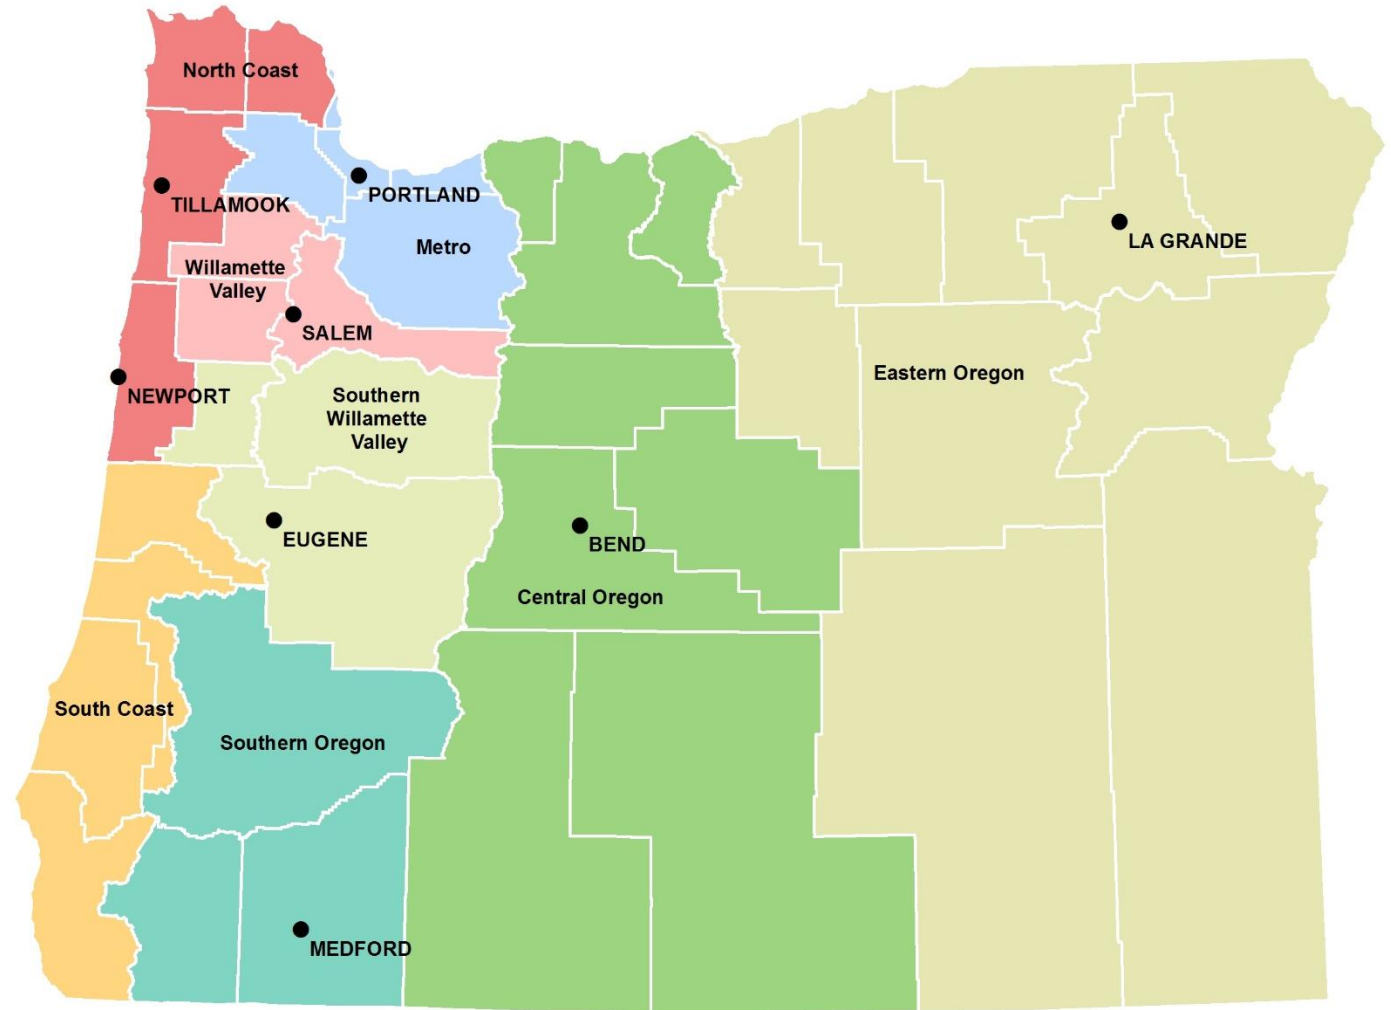 North Coast
PORTLAND
TILLAMOOK
LA GRANDE
Metro
Willamette
Valley
SALEM
Eastern Oregon
NEWPORT
Southern
Willamette
Valley
EUGENE
BEND
Central Oregon
South Coast
Southern Oregon
MEDFORD